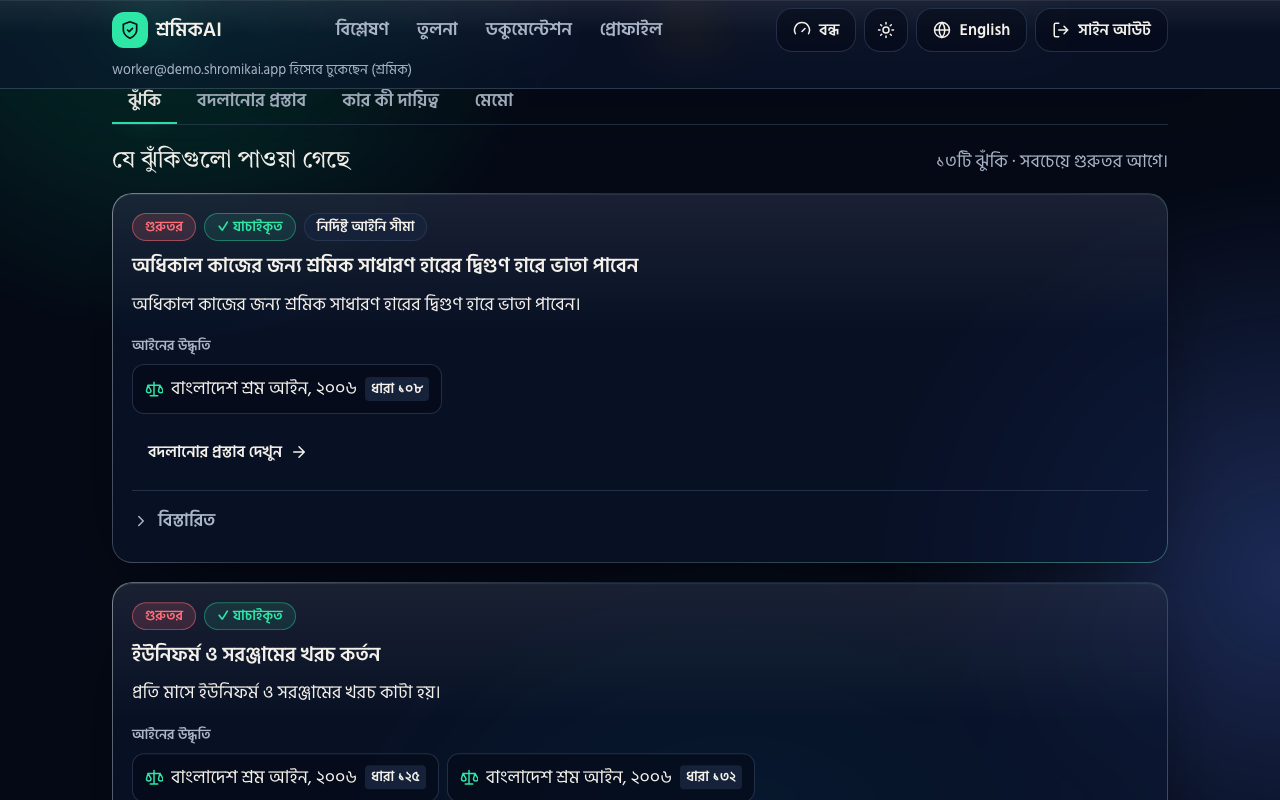 শ্রমিকAI
বিশ্লেষণ তুলনা ডকুমেন্টেশন প্রোফাইল
বন্ধ English সাইন আউট
worker@demo.shromikai.app হিসেবে ঢুকেছেন (শ্রমিক)
ঝুঁকি বদলানোর প্রস্তাব কার কী দায়িত্ব মেমো
যে ঝুঁকিগুলো পাওয়া গেছে
১৩টি ঝুঁকি · সবচেয়ে গুরুতর আগে।
গুরুতর যাচাইকৃত নির্দিষ্ট আইনি সীমা
অধিকাল কাজের জন্য শ্রমিক সাধারণ হারের দ্বিগুণ হারে ভাতা পাবেন
অধিকাল কাজের জন্য শ্রমিক সাধারণ হারের দ্বিগুণ হারে ভাতা পাবেন।
আইনের উদ্ধৃতি
বাংলাদেশ শ্রম আইন, ২০০৬ ধারা ১০৮
বদলানোর প্রস্তাব দেখুন →
বিস্তারিত
গুরুতর যাচাইকৃত
ইউনিফর্ম ও সরঞ্জামের খরচ কর্তন
প্রতি মাসে ইউনিফর্ম ও সরঞ্জামের খরচ কাটা হয়।
আইনের উদ্ধৃতি
বাংলাদেশ শ্রম আইন, ২০০৬ ধারা ১২৫ বাংলাদেশ শ্রম আইন, ২০০৬ ধারা ১৩২